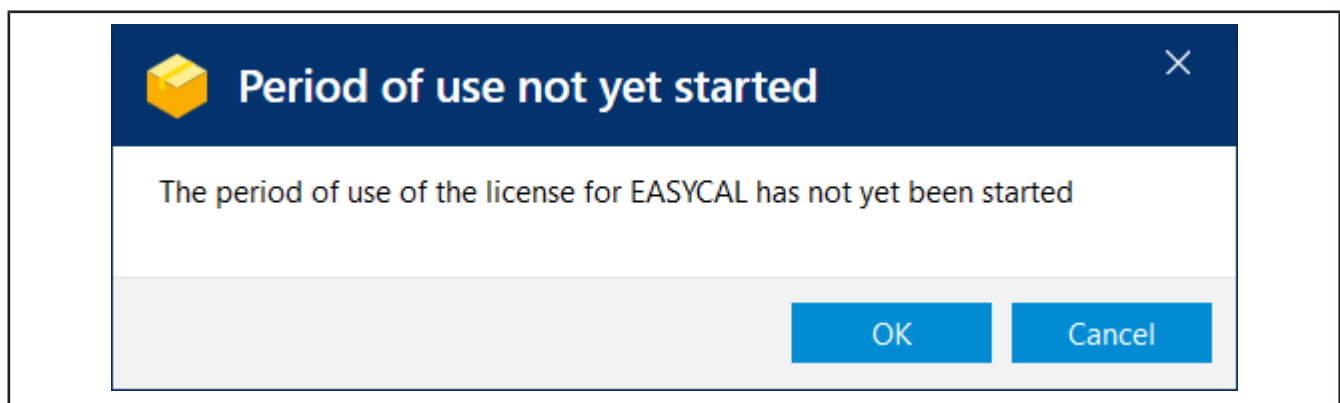 Period of use not yet started
The period of use of the license for EASYCAL has not yet been started
OK Cancel